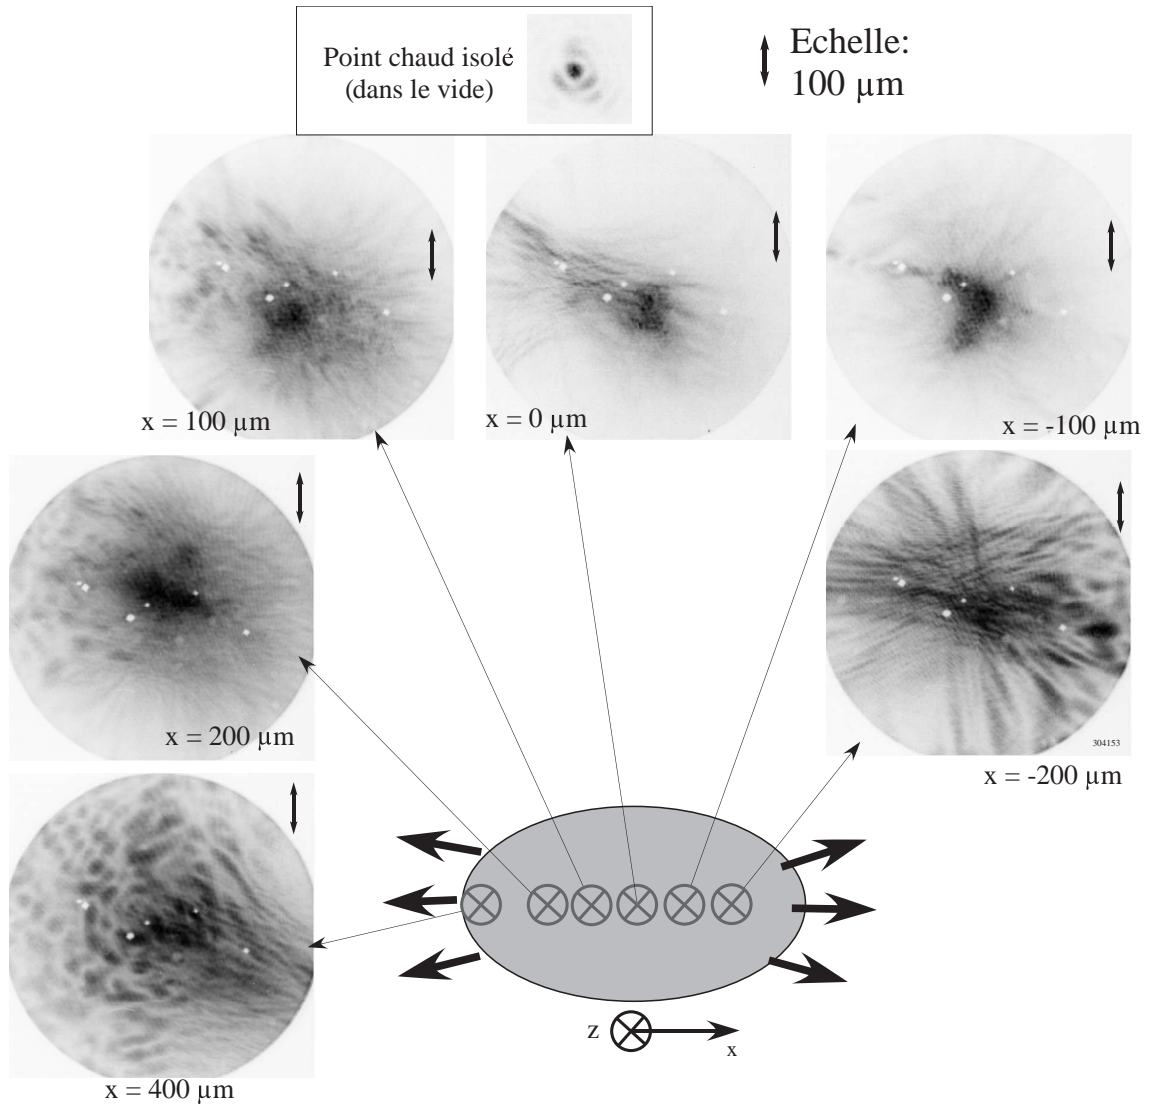 Point chaud isolé
(dans le vide)
Echelle:
100 µm
x = 100 µm
x = 0 µm
x = -100 µm
x = 200 µm
304153
x = -200 µm
x = 400 µm
z
x